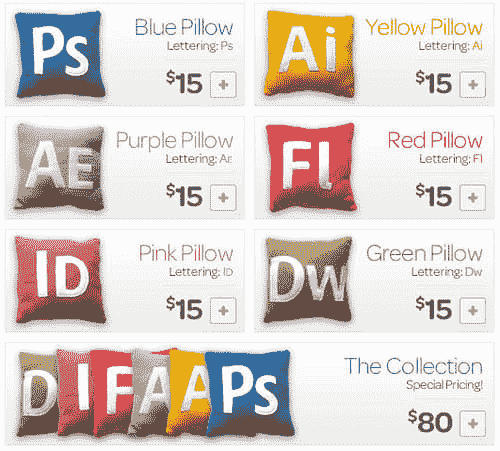 Ps
Blue Pillow
Lettering: Ps
$15 +
Ai
Yellow Pillow
Lettering: Ai
$15 +
AE
Purple Pillow
Lettering:
$15 +
Fl
Red Pillow
Lettering: Fl
$15 +
ID
Pink Pillow
Lettering: ID
$15 +
Dw
Green Pillow
Lettering: Dw
$15 +
D I F A A Ps
The Collection
Special Pricing!
$80 +